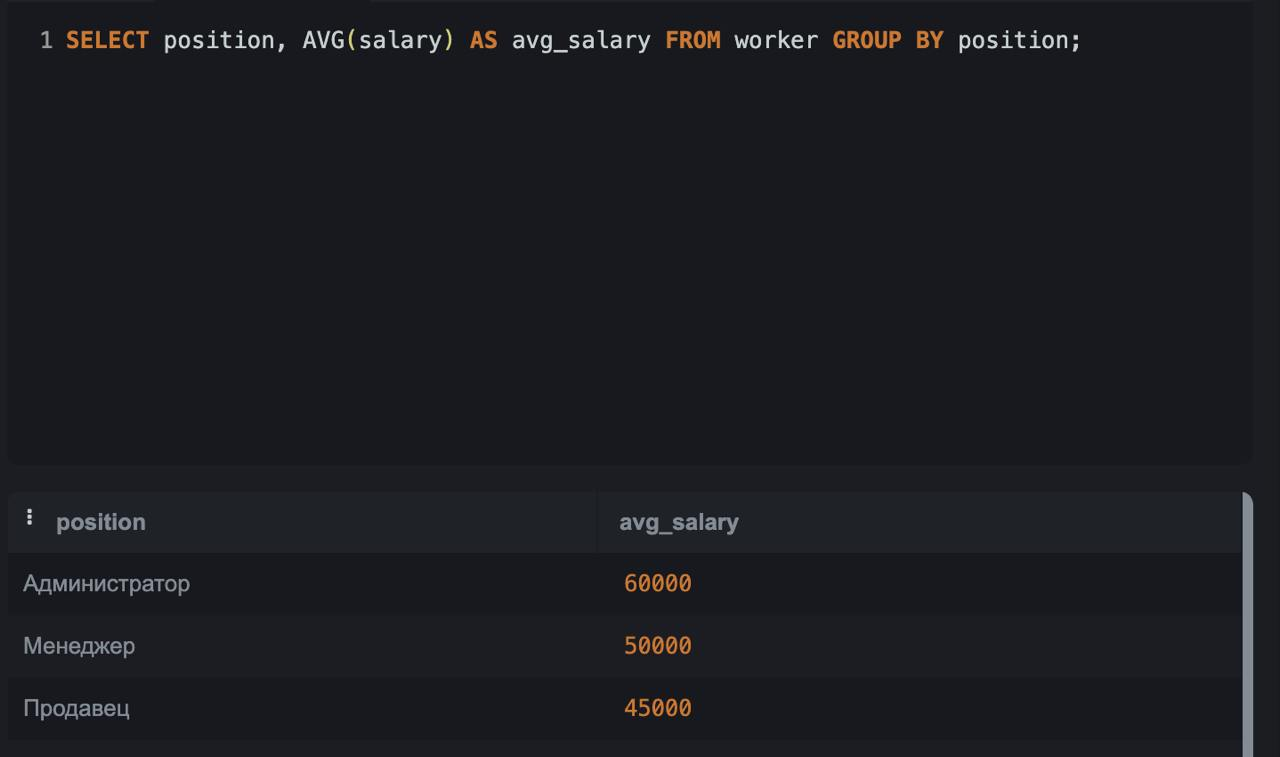 1 SELECT position, AVG(salary) AS avg_salary FROM worker GROUP BY position;
position avg_salary
Администратор 60000
Менеджер 50000
Продавец 45000